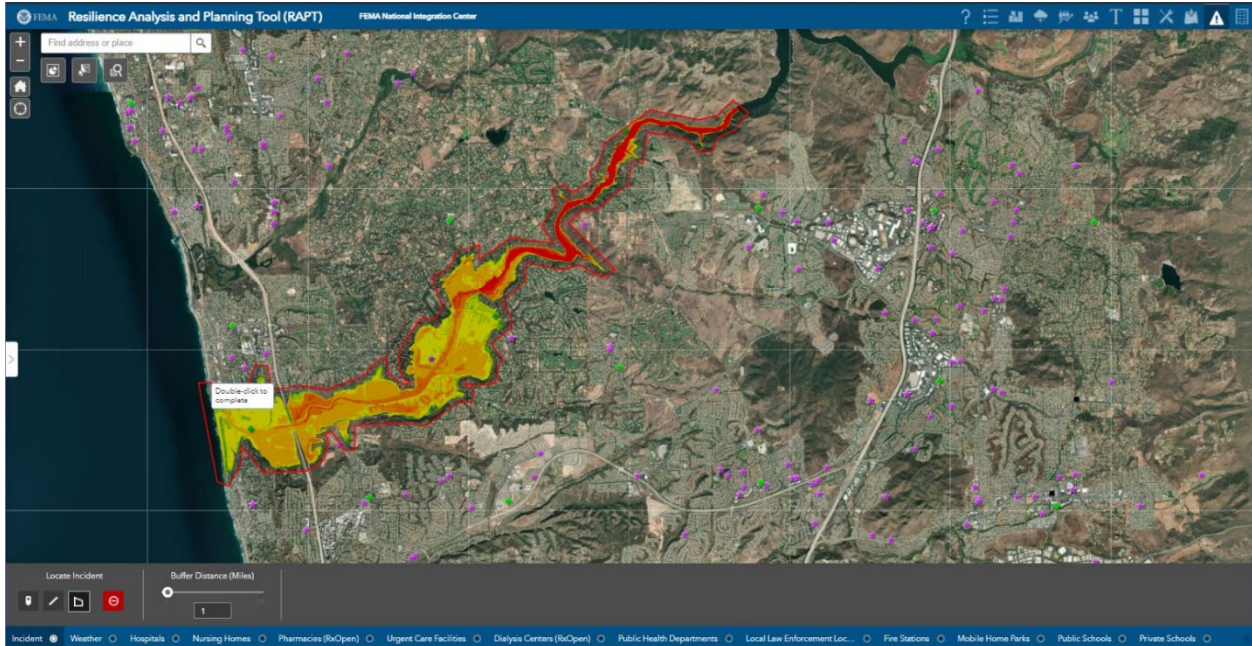 FEMA Resilience Analysis and Planning Tool (RAPT) FEMA National Integration Center
Find address or place
Double-click to
complete
Locate Incident
Buffer Distance (Miles)
1
Incident Weather Hospitals Nursing Homes Pharmacies (RxOpen) Urgent Care Facilities Dialysis Centers (RxOpen) Public Health Departments Local Law Enforcement Loc... Fire Stations Mobile Home Parks Public Schools Private Schools